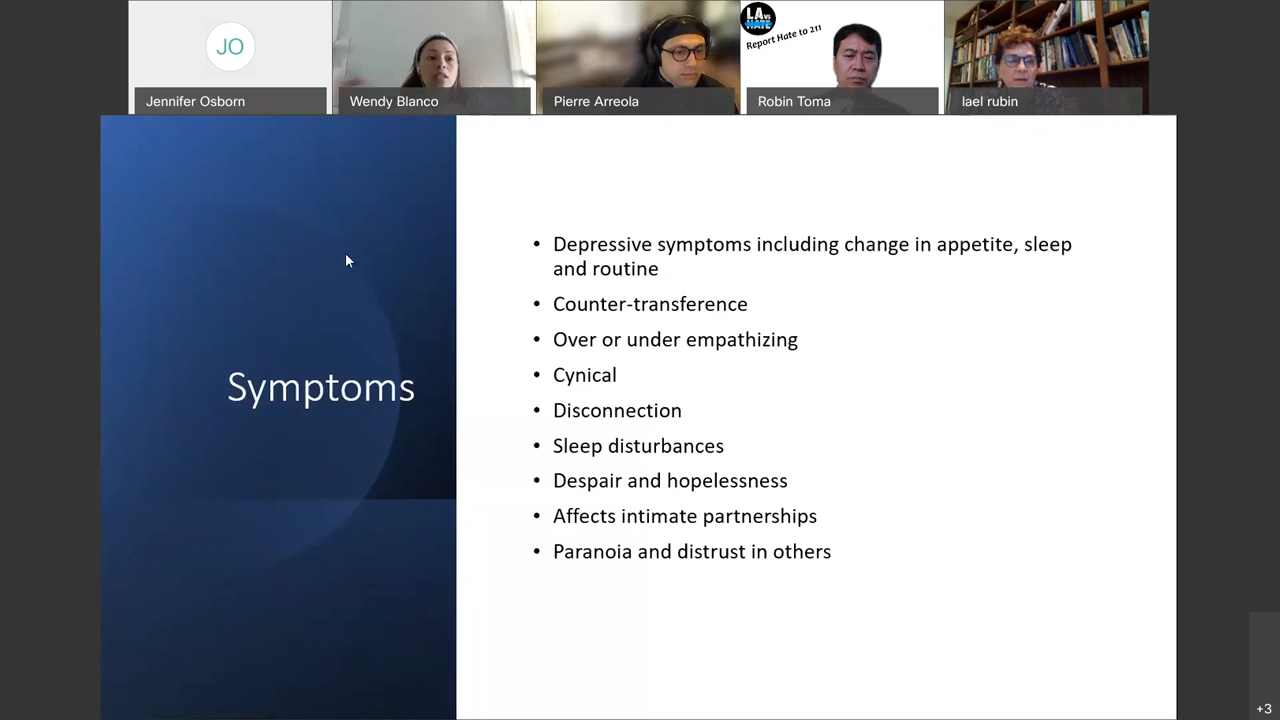 JO
LA vs
HATE
Report Hate to 211
Jennifer Osborn
Wendy Blanco
Pierre Arreola
Robin Toma
lael rubin
Symptoms
• Depressive symptoms including change in appetite, sleep
and routine
• Counter-transference
• Over or under empathizing
• Cynical
• Disconnection
• Sleep disturbances
• Despair and hopelessness
• Affects intimate partnerships
• Paranoia and distrust in others
+3